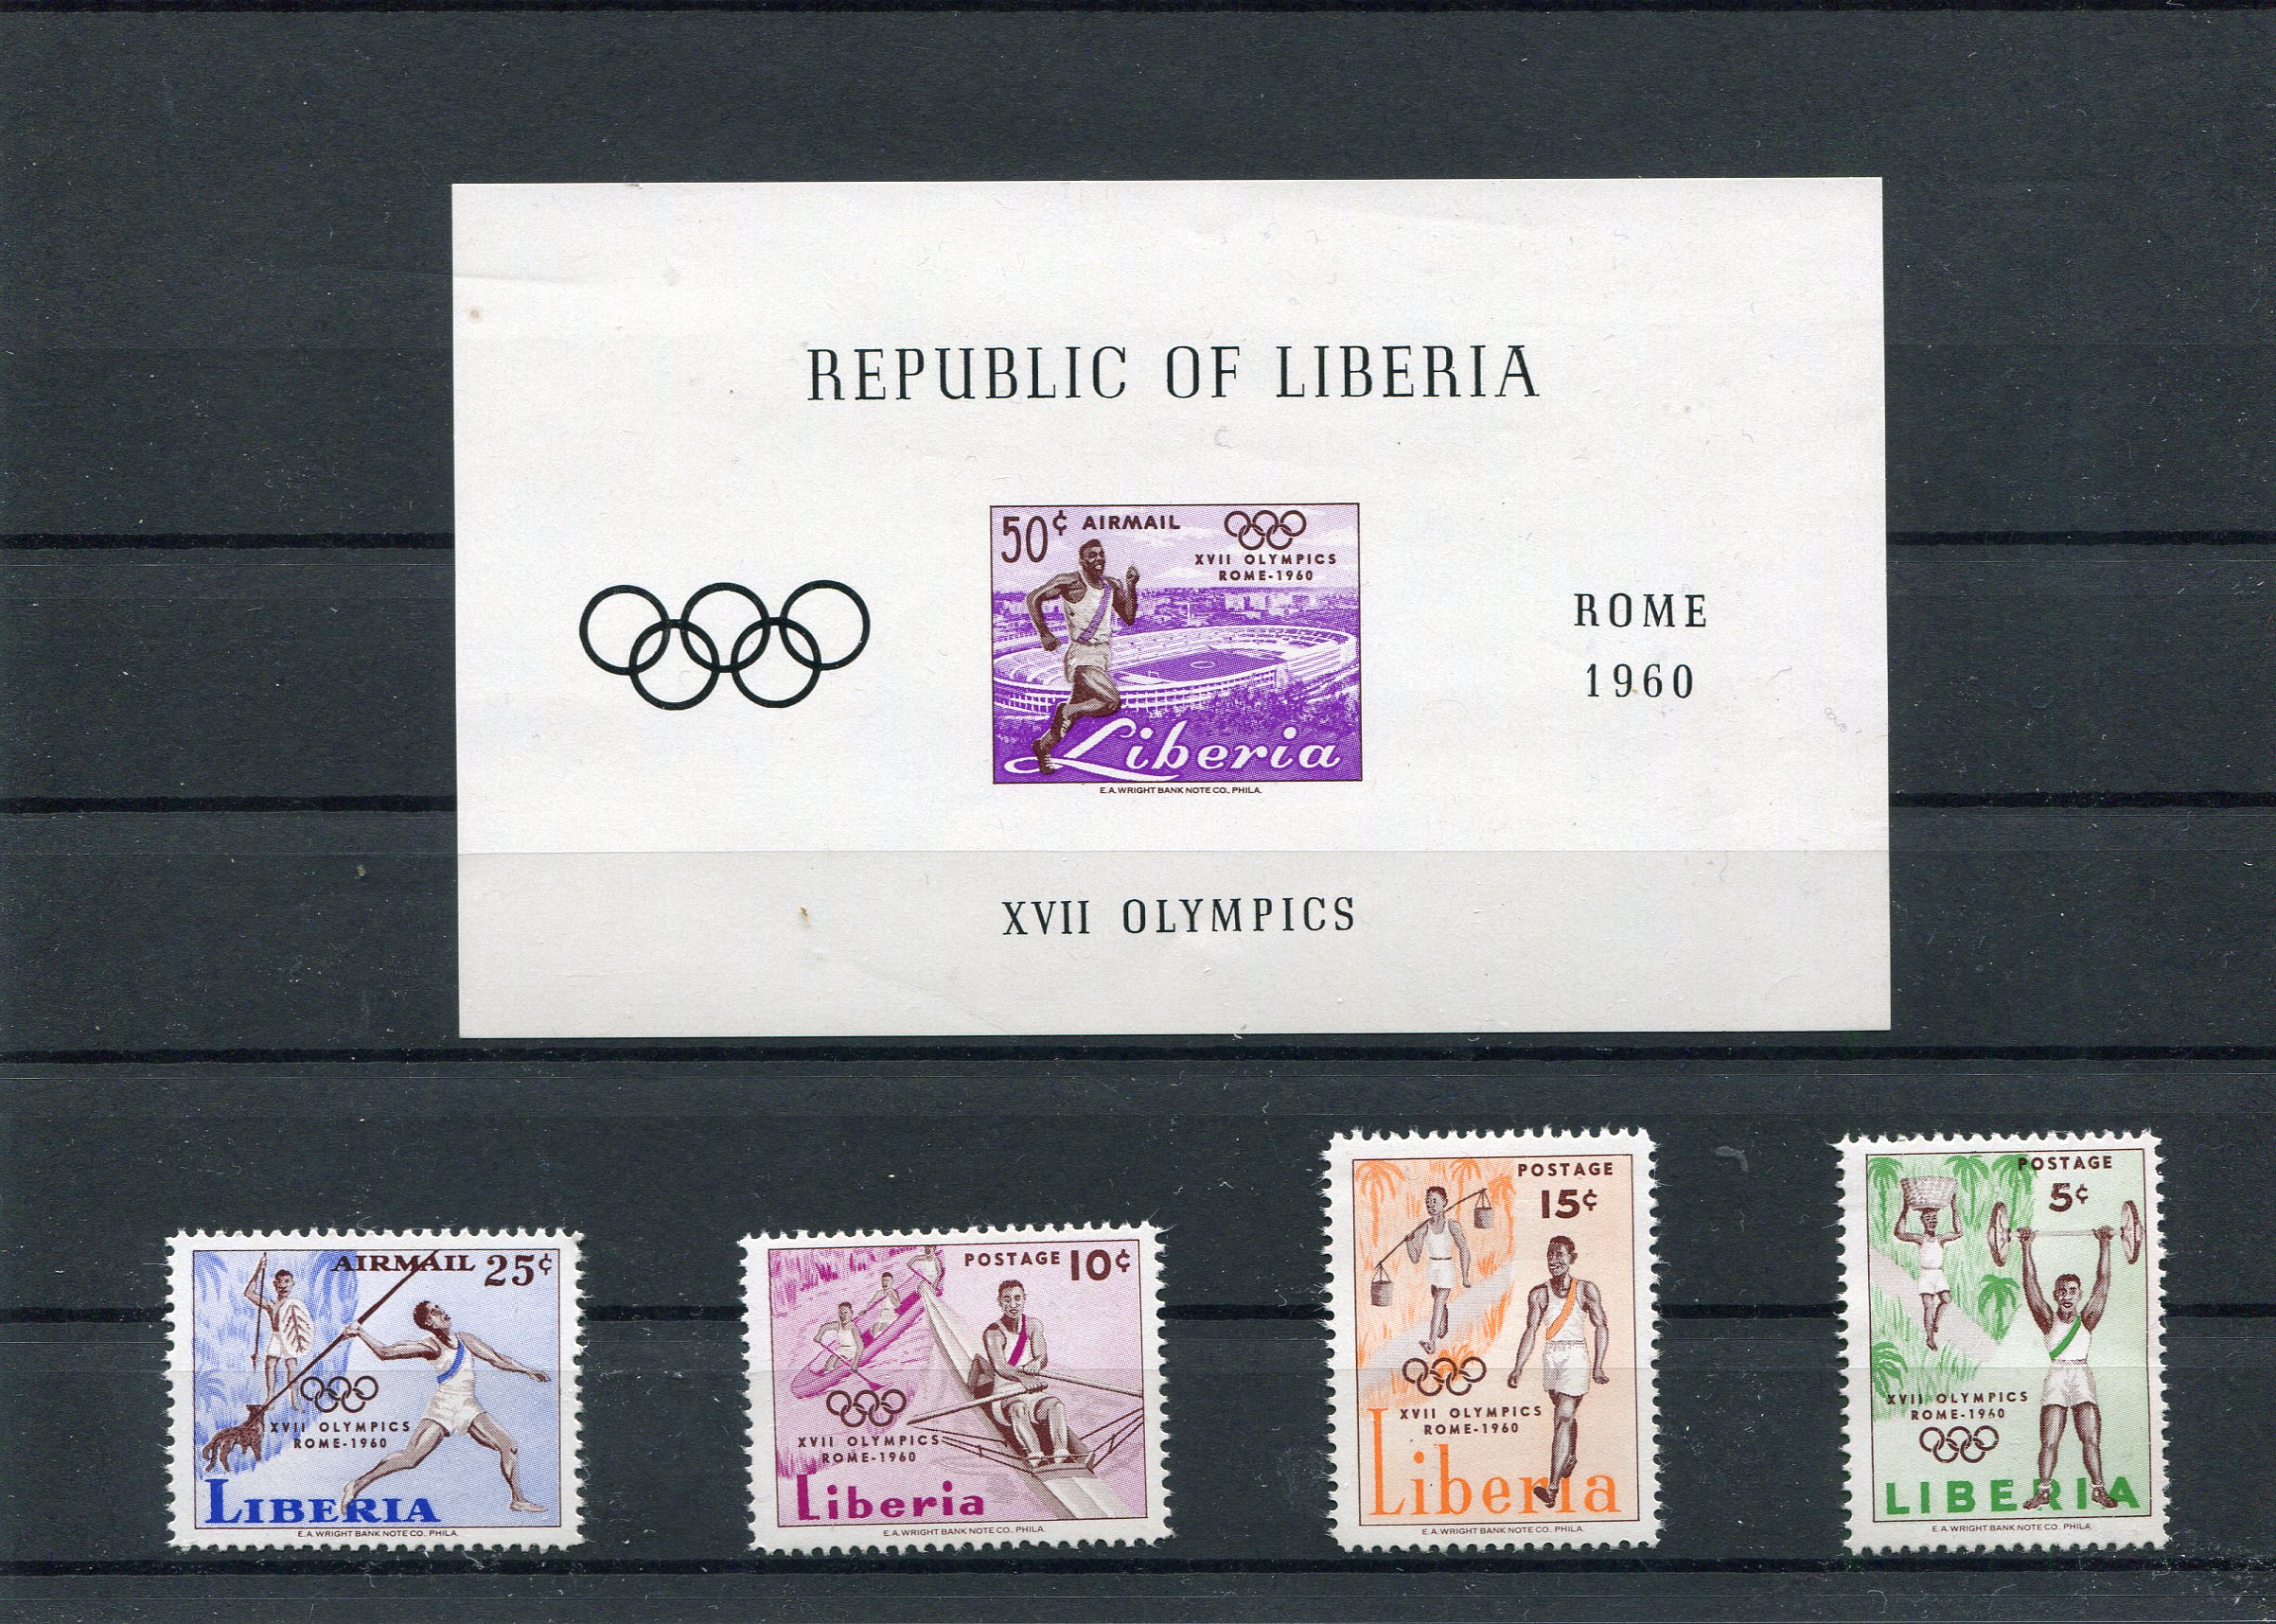 REPUBLIC OF LIBERIA
50¢ AIRMAIL
XVII OLYMPICS
ROME-1960
Liberia
E.A. WRIGHT BANK NOTE CO., PHILA.
ROME
1960
XVII OLYMPICS
AIRMAIL 25¢
XVII OLYMPICS
ROME-1960
LIBERIA
E.A. WRIGHT BANK NOTE CO. PHILA.
POSTAGE 10¢
XVII OLYMPICS
ROME-1960
Liberia
E.A. WRIGHT BANK NOTE CO., PHILA.
POSTAGE
15¢
XVII OLYMPICS
ROME-1960
Liberia
E.A. WRIGHT BANK NOTE CO., PHILA.
POSTAGE
5¢
XVII OLYMPICS
ROME-1960
LIBERIA
E.A. WRIGHT BANK NOTE CO., PHILA.